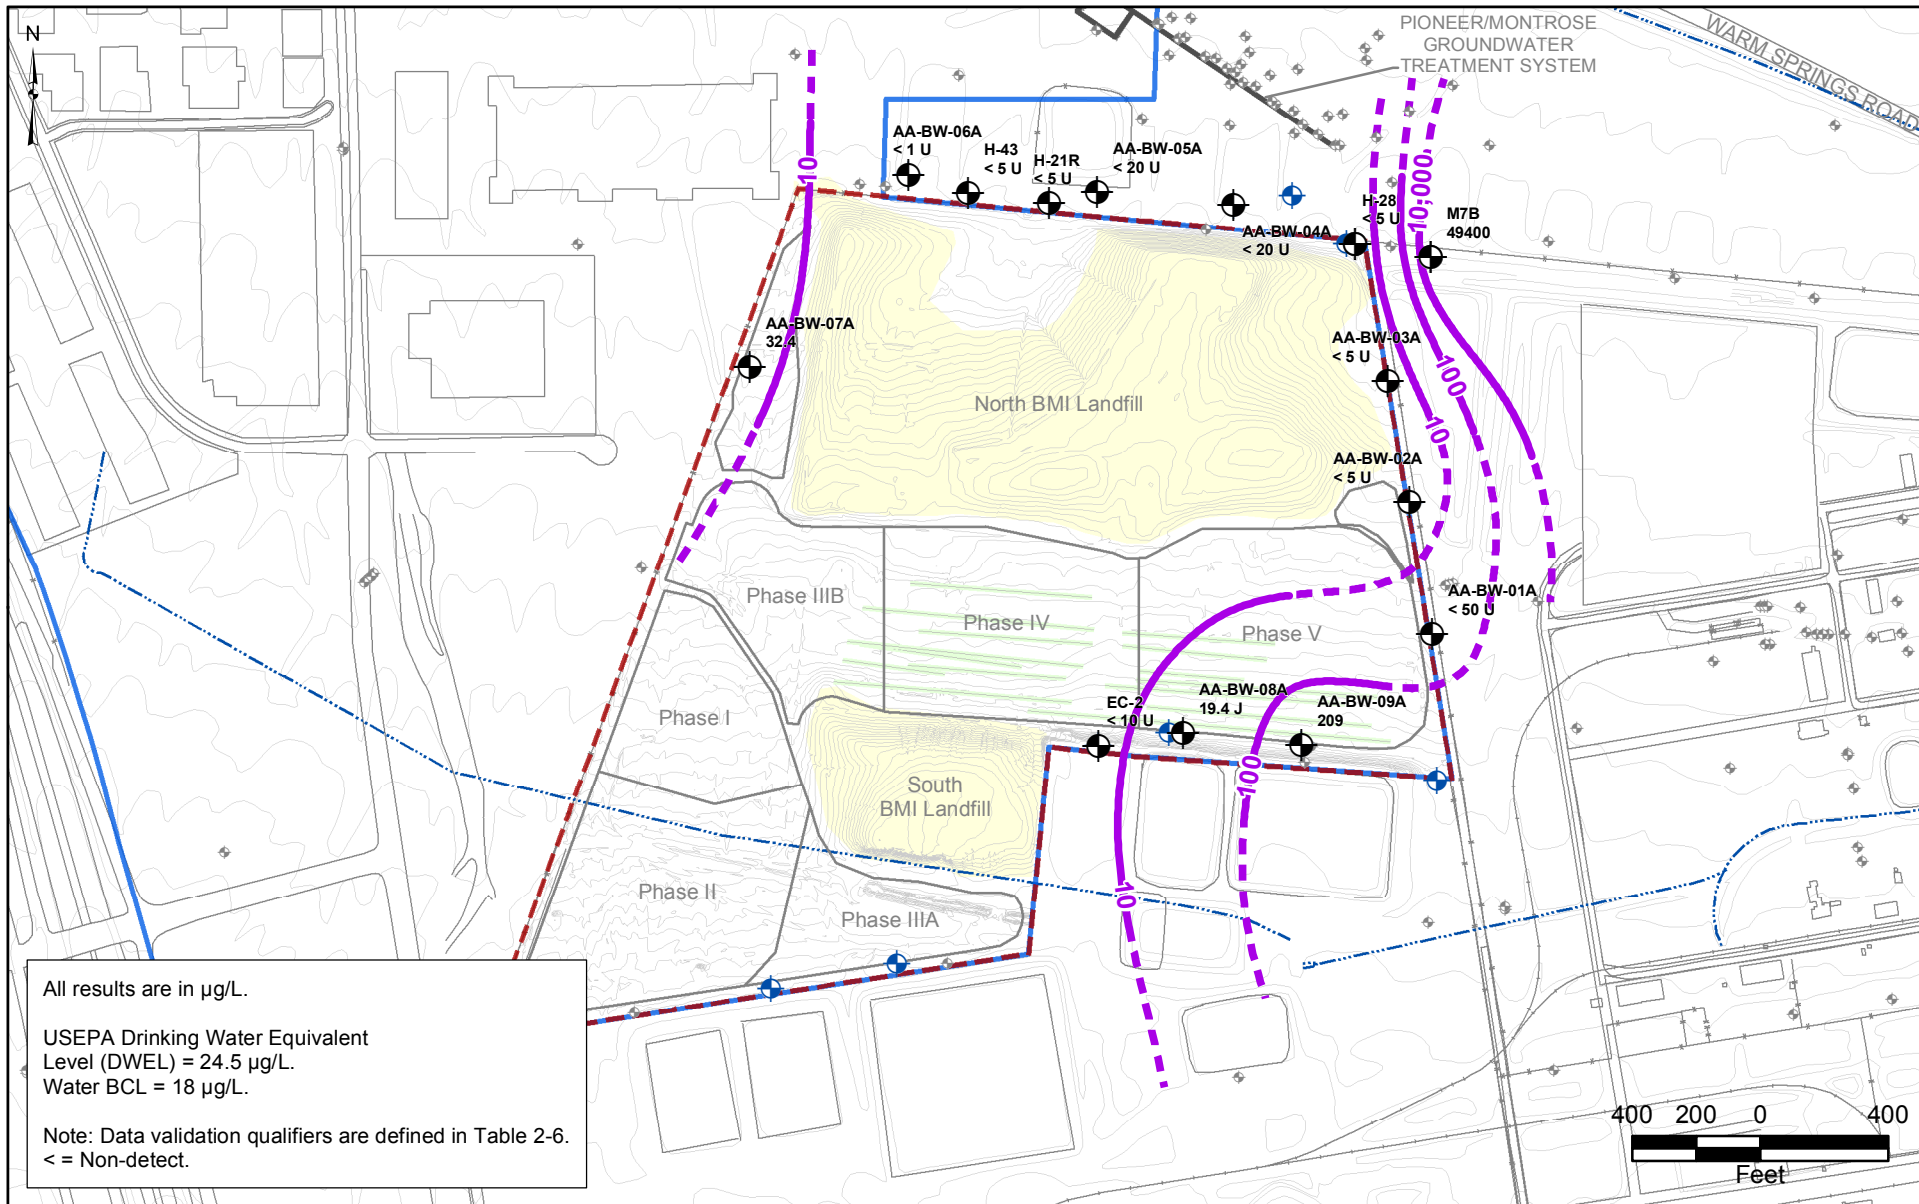 N
PIONEER/MONTROSE
GROUNDWATER
TREATMENT SYSTEM
WARM SPRINGS ROAD
AA-BW-06A
< 1 U
H-43
< 5 U
H-21R
< 5 U
AA-BW-05A
< 20 U
10
10,000
H-28
< 5 U
M7B
49400
AA-BW-04A
< 20 U
AA-BW-07A
32.4
AA-BW-03A
< 5 U
100
North BMI Landfill
10
AA-BW-02A
< 5 U
Phase IIIB
Phase IV
Phase V
AA-BW-01A
< 50 U
Phase I
EC-2
< 10 U
AA-BW-08A
19.4 J
AA-BW-09A
209
100
South
BMI Landfill
10
Phase II
Phase IIIA
All results are in µg/L.
USEPA Drinking Water Equivalent
Level (DWEL) = 24.5 µg/L.
Water BCL = 18 µg/L.
Note: Data validation qualifiers are defined in Table 2-6.
< = Non-detect.
400 200 0 400
Feet